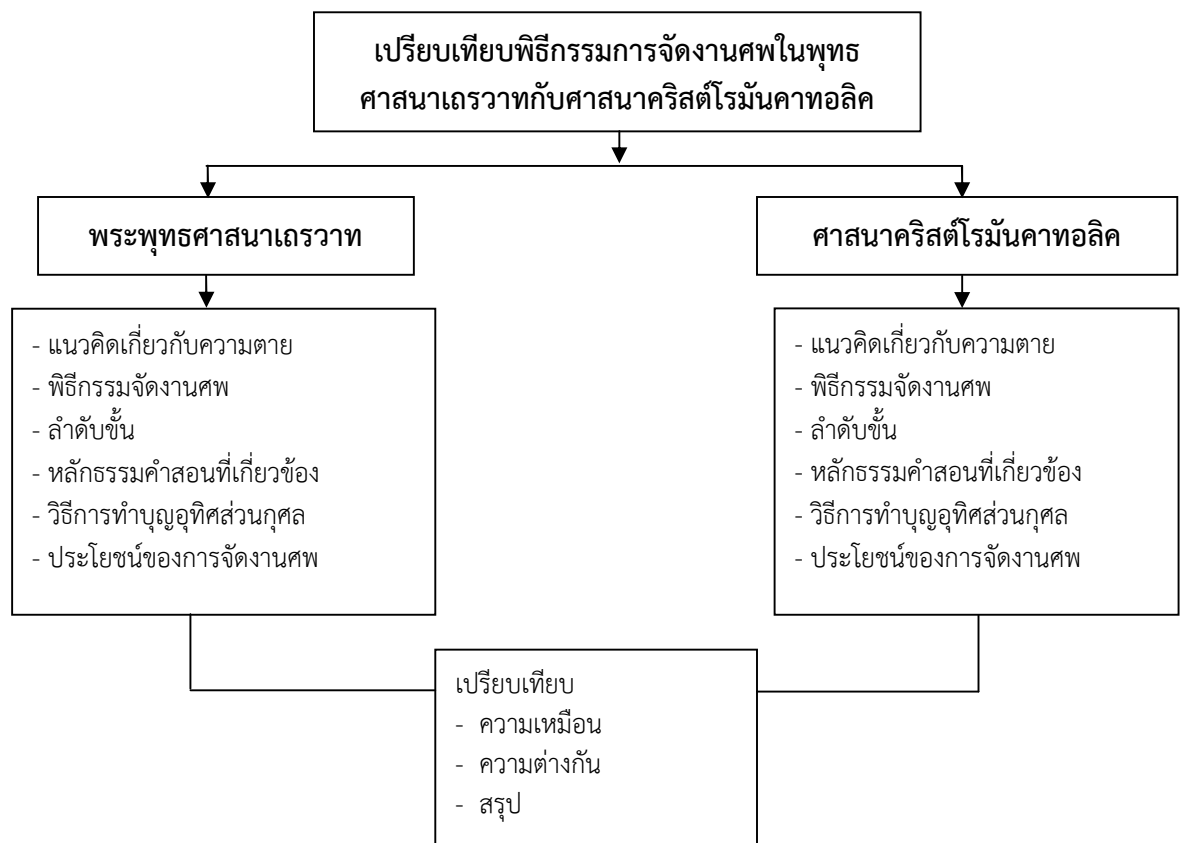 เปรียบเทียบพิธีกรรมการจัดงานศพในพุทธ
ศาสนาเถรวาทกับศาสนาคริสต์โรมันคาทอลิค
พระพุทธศาสนาเถรวาท
ศาสนาคริสต์โรมันคาทอลิค
- แนวคิดเกี่ยวกับความตาย
- พิธีกรรมจัดงานศพ
- ลำดับขั้น
- หลักธรรมคำสอนที่เกี่ยวข้อง
- วิธีการทำบุญอุทิศส่วนกุศล
- ประโยชน์ของการจัดงานศพ
- แนวคิดเกี่ยวกับความตาย
- พิธีกรรมจัดงานศพ
- ลำดับขั้น
- หลักธรรมคำสอนที่เกี่ยวข้อง
- วิธีการทำบุญอุทิศส่วนกุศล
- ประโยชน์ของการจัดงานศพ
เปรียบเทียบ
- ความเหมือน
- ความต่างกัน
- สรุป